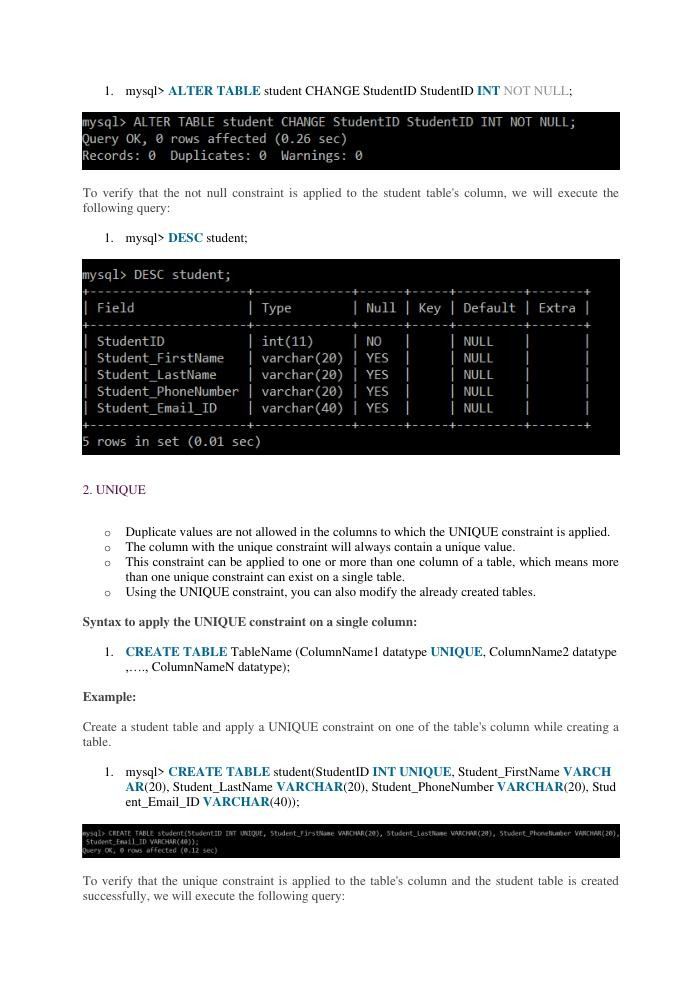 1. mysql> ALTER TABLE student CHANGE StudentID StudentID INT NOT NULL;
mysql> ALTER TABLE student CHANGE StudentID StudentID INT NOT NULL;
Query OK, 0 rows affected (0.26 sec)
Records: 0  Duplicates: 0  Warnings: 0
To verify that the not null constraint is applied to the student table's column, we will execute the
following query:
1. mysql> DESC student;
mysql> DESC student;
+--------------------+-------------+------+-----+---------+-------+
| Field              | Type        | Null | Key | Default | Extra |
+--------------------+-------------+------+-----+---------+-------+
| StudentID          | int(11)     | NO   |     | NULL    |       |
| Student_FirstName  | varchar(20) | YES  |     | NULL    |       |
| Student_LastName   | varchar(20) | YES  |     | NULL    |       |
| Student_PhoneNumber | varchar(20) | YES  |     | NULL    |       |
| Student_Email_ID   | varchar(40) | YES  |     | NULL    |       |
+--------------------+-------------+------+-----+---------+-------+
5 rows in set (0.01 sec)
2. UNIQUE
o Duplicate values are not allowed in the columns to which the UNIQUE constraint is applied.
o The column with the unique constraint will always contain a unique value.
o This constraint can be applied to one or more than one column of a table, which means more
than one unique constraint can exist on a single table.
o Using the UNIQUE constraint, you can also modify the already created tables.
Syntax to apply the UNIQUE constraint on a single column:
1. CREATE TABLE TableName (ColumnName1 datatype UNIQUE, ColumnName2 datatype
,…., ColumnNameN datatype);
Example:
Create a student table and apply a UNIQUE constraint on one of the table's column while creating a
table.
1. mysql> CREATE TABLE student(StudentID INT UNIQUE, Student_FirstName VARCH
AR(20), Student_LastName VARCHAR(20), Student_PhoneNumber VARCHAR(20), Stud
ent_Email_ID VARCHAR(40));
mysql> CREATE TABLE student(StudentID INT UNIQUE, Student_FirstName VARCHAR(20), Student_LastName VARCHAR(20), Student_PhoneNumber VARCHAR(20),
Student_Email_ID VARCHAR(40));
Query OK, 0 rows affected (0.12 sec)
To verify that the unique constraint is applied to the table's column and the student table is created
successfully, we will execute the following query: